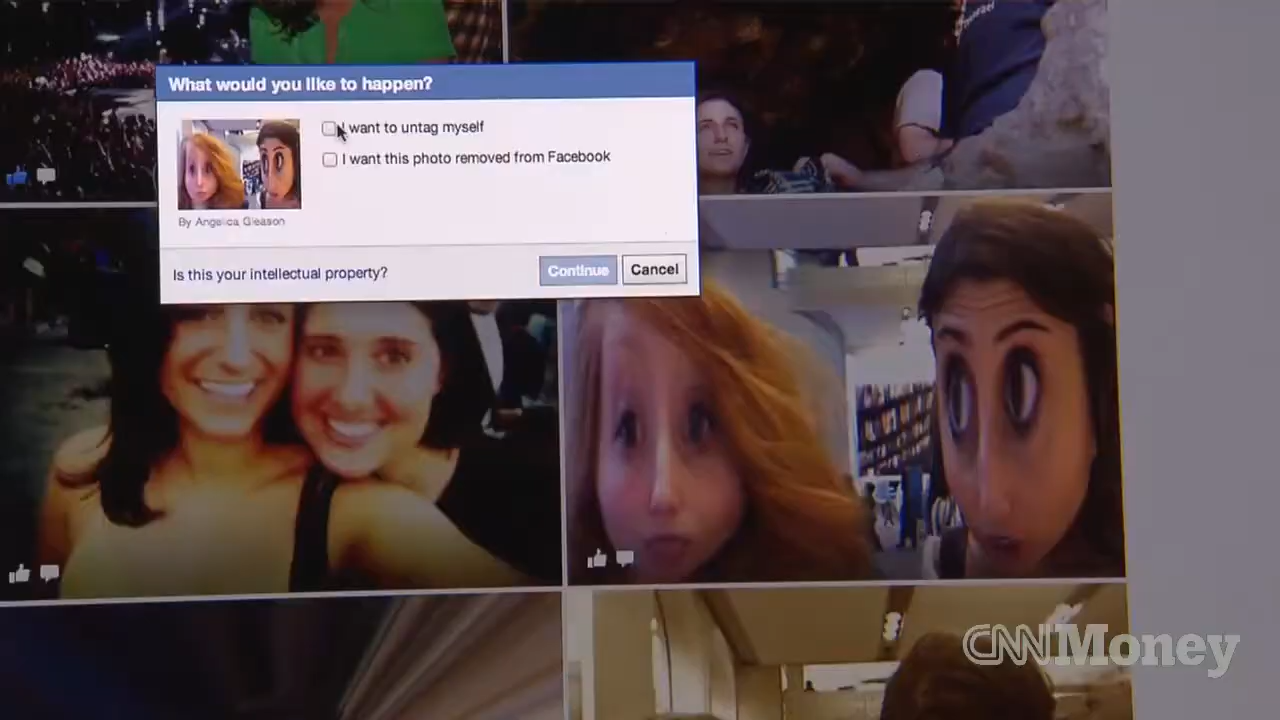 What would you like to happen?
I want to untag myself
I want this photo removed from Facebook
By Angelica Gleason
Is this your intellectual property?
Continue
Cancel
CNNMoney